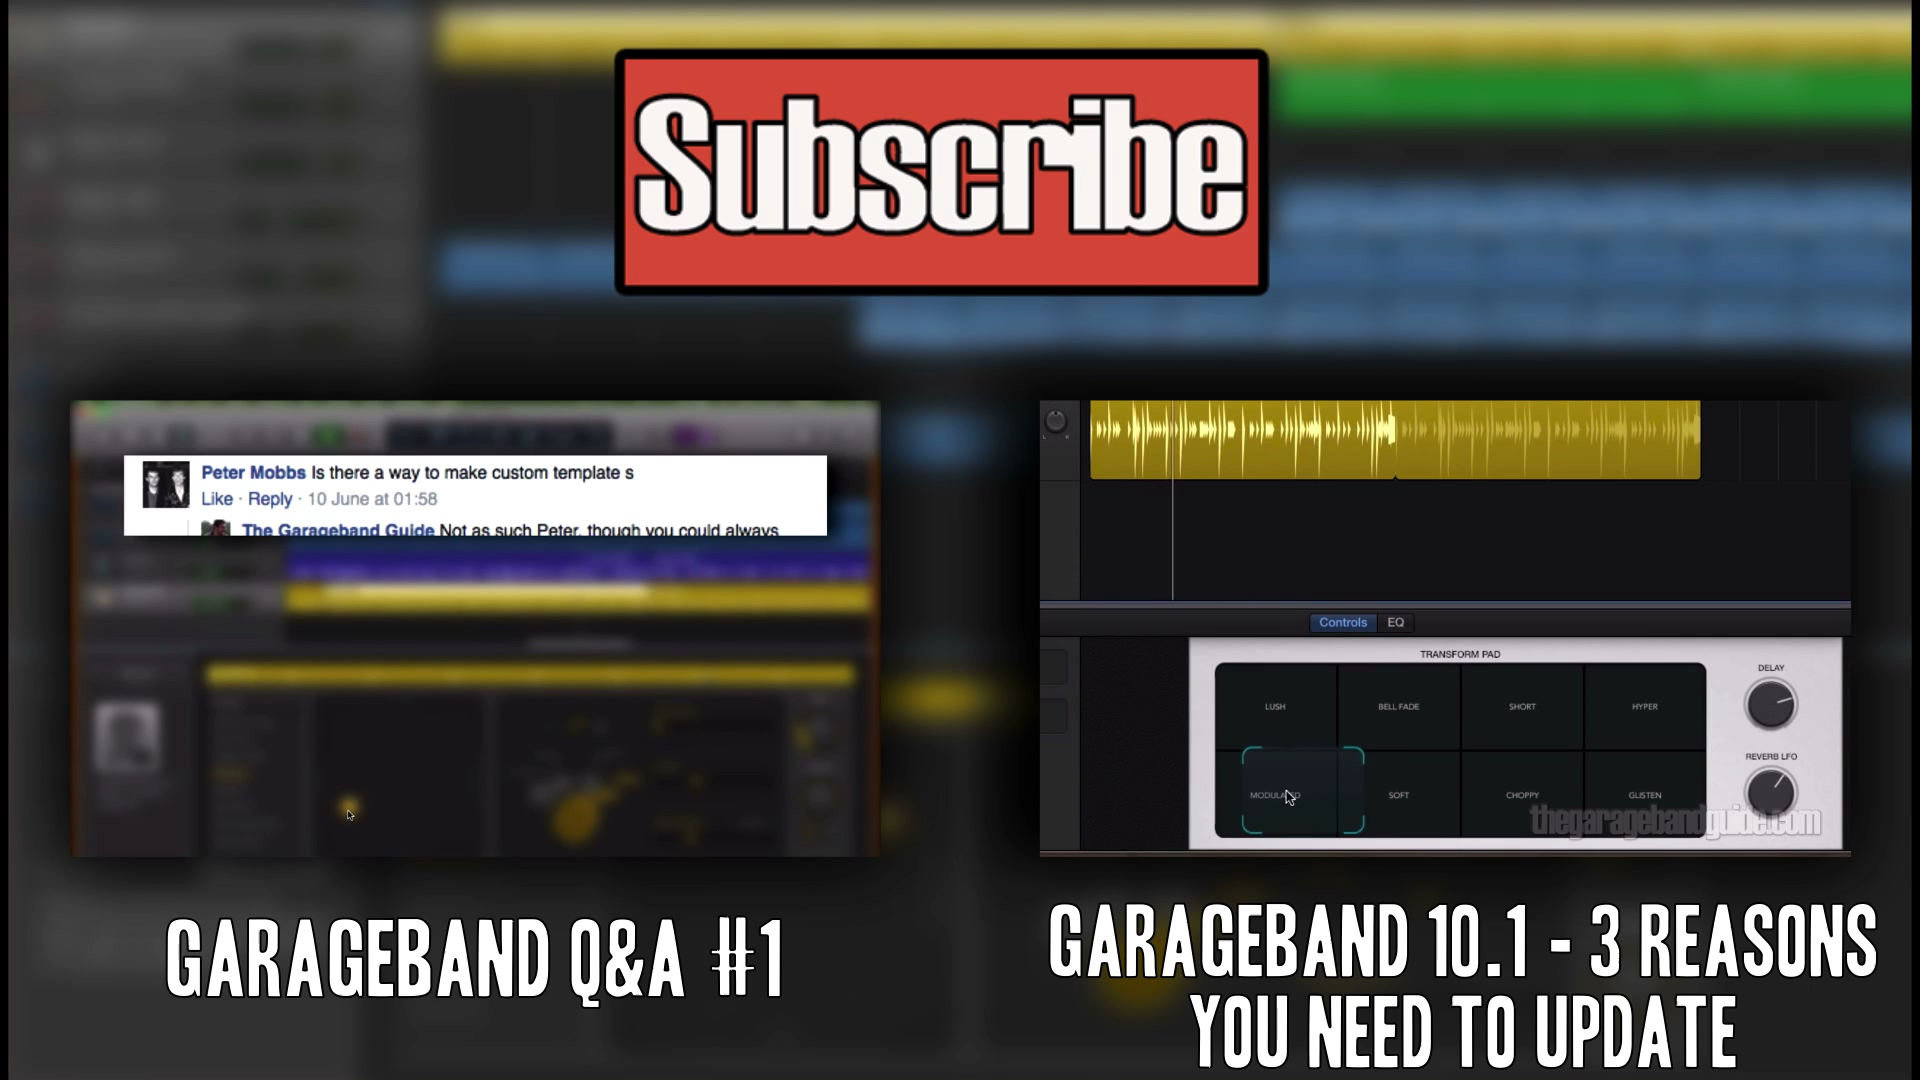 Subscribe
Peter Mobbs Is there a way to make custom template s
Like · Reply · 10 June at 01:58
The Garageband Guide Not as such Peter, though you could always
L R
Controls EQ
TRANSFORM PAD
DELAY
LUSH BELL FADE SHORT HYPER
REVERB LFO
SOFT CHOPPY GLISTEN
thegaragebandguide.com
GARAGEBAND Q&A #1
GARAGEBAND 10.1 - 3 REASONS
YOU NEED TO UPDATE